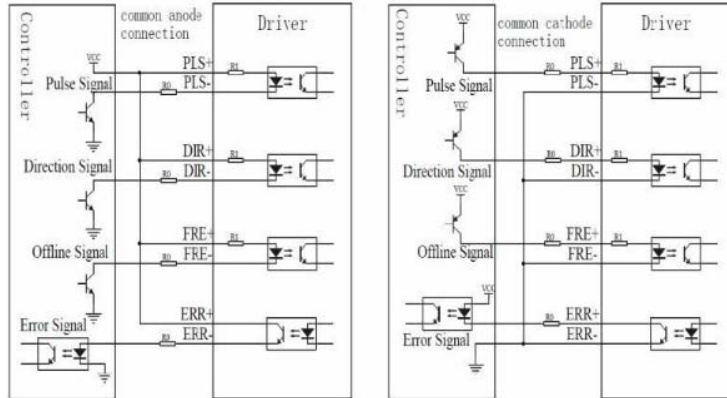 Controller
common anode
connection
Driver
VCC
PLS+
R1
Pulse Signal
R0
PLS-
DIR+
R1
Direction Signal
R0
DIR-
FRE+
R1
Offline Signal
R0
FRE-
ERR+
Error Signal
R0
ERR-
Controller
common cathode
connection
Driver
VCC
PLS+
R0
R1
Pulse Signal
PLS-
VCC
DIR+
R0
R1
Direction Signal
DIR-
VCC
FRE+
R0
R1
Offline Signal
FRE-
VCC
ERR+
R0
Error Signal
ERR-